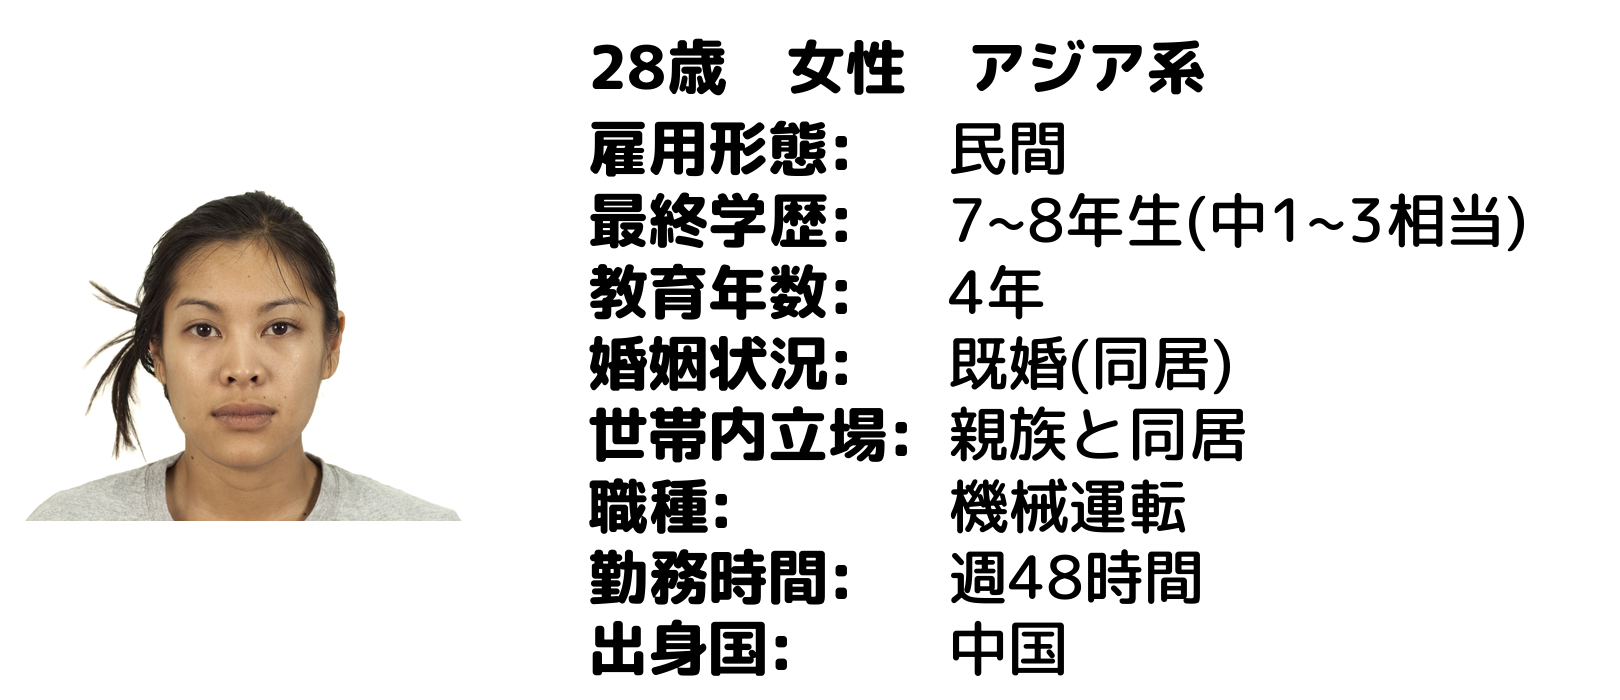 28歳　女性　アジア系
雇用形態:　民間
最終学歴:　7~8年生(中1~3相当)
教育年数:　4年
婚姻状況:　既婚(同居)
世帯内立場:　親族と同居
職種:　機械運転
勤務時間:　週48時間
出身国:　中国